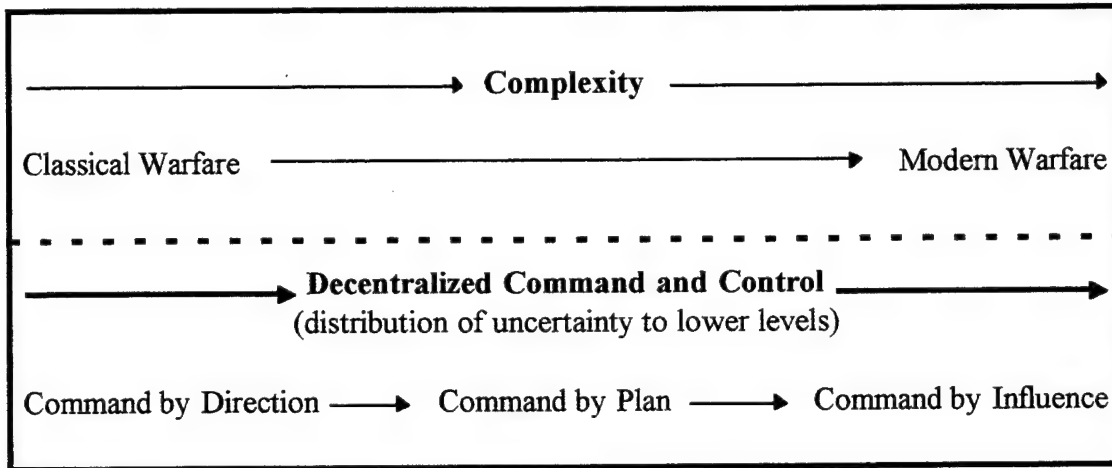 Complexity
Classical Warfare Modern Warfare
Decentralized Command and Control
(distribution of uncertainty to lower levels)
Command by Direction Command by Plan Command by Influence